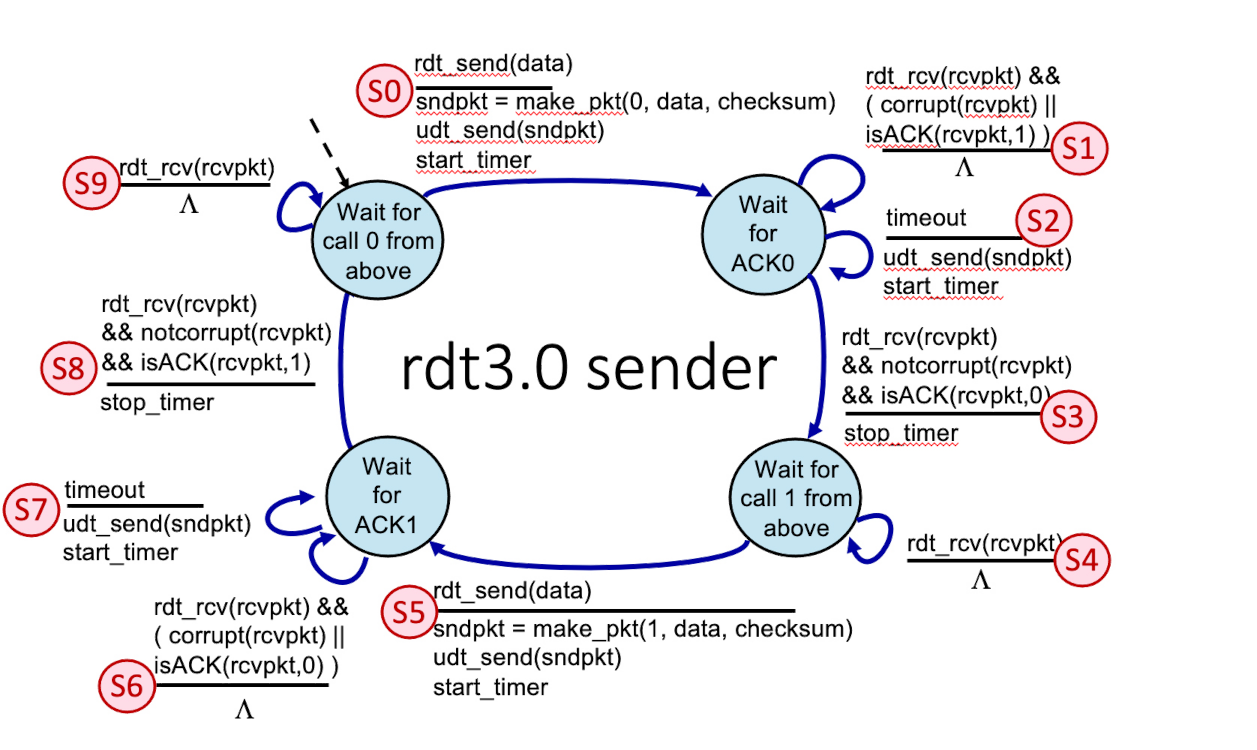 S0
rdt_send(data)
sndpkt = make_pkt(0, data, checksum)
udt_send(sndpkt)
start_timer
rdt_rcv(rcvpkt) &&
( corrupt(rcvpkt) ||
isACK(rcvpkt,1) )
S1
Λ
S9
rdt_rcv(rcvpkt)
Λ
Wait for
call 0 from
above
Wait
for
ACK0
timeout
S2
udt_send(sndpkt)
start_timer
rdt_rcv(rcvpkt)
&& notcorrupt(rcvpkt)
&& isACK(rcvpkt,1)
S8
stop_timer
rdt3.0 sender
rdt_rcv(rcvpkt)
&& notcorrupt(rcvpkt)
&& isACK(rcvpkt,0)
S3
stop_timer
Wait
for
ACK1
Wait for
call 1 from
above
S7
timeout
udt_send(sndpkt)
start_timer
rdt_rcv(rcvpkt)
S4
Λ
rdt_rcv(rcvpkt) &&
( corrupt(rcvpkt) ||
isACK(rcvpkt,0) )
S6
Λ
S5
rdt_send(data)
sndpkt = make_pkt(1, data, checksum)
udt_send(sndpkt)
start_timer